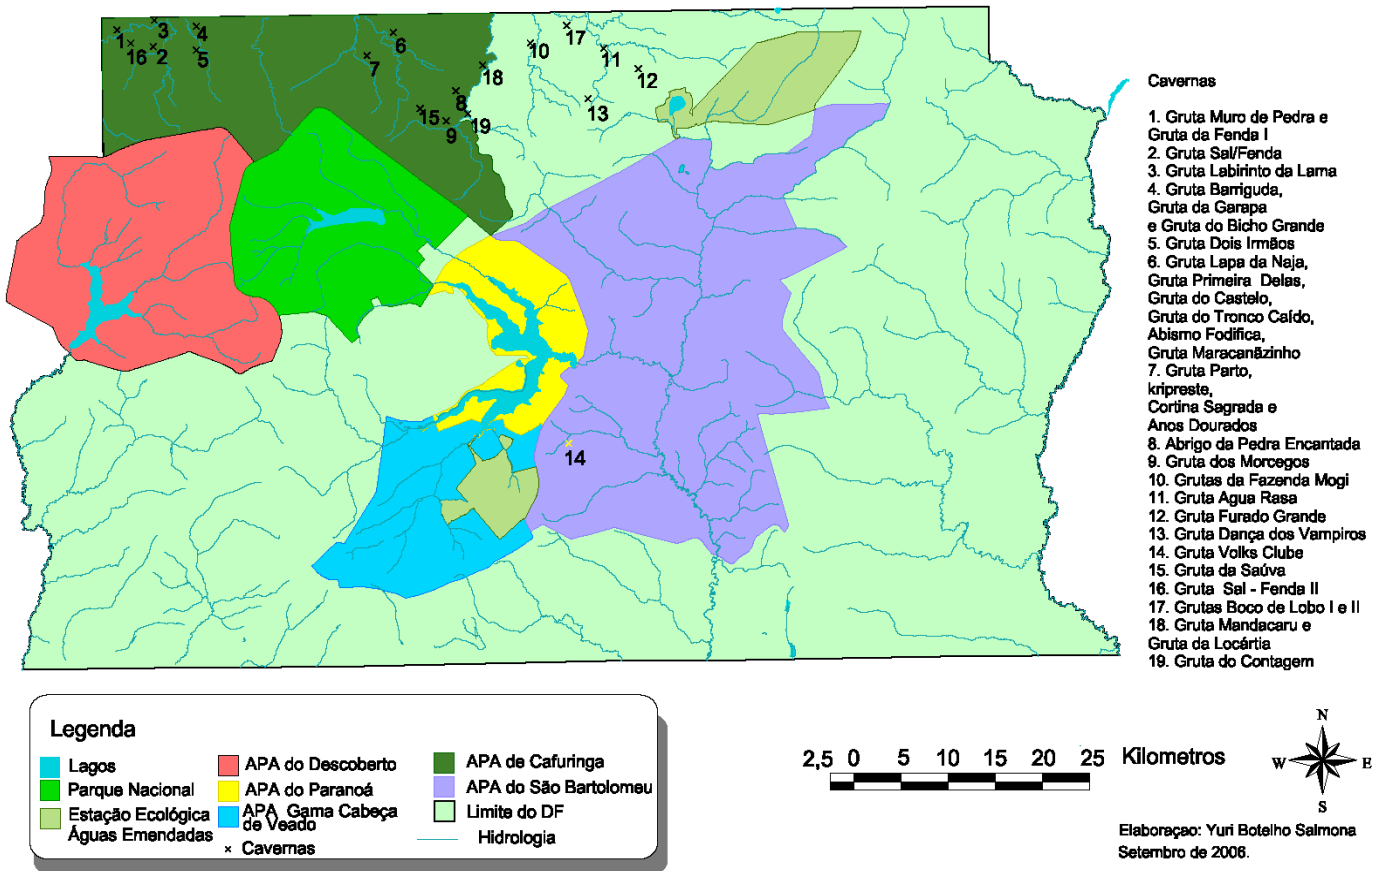 3
4
17
1
6
10
16
2
5
7
11
18
12
8
13
15
9
19
14
Cavernas
1. Gruta Muro de Pedra e
Gruta da Fenda I
2. Gruta Sal/Fenda
3. Gruta Labirinto da Lama
4. Gruta Barriguda,
Gruta da Garapa
e Gruta do Bicho Grande
5. Gruta Dois Irmãos
6. Gruta Lapa da Naja,
Gruta Primeira Delas,
Gruta do Castelo,
Gruta do Tronco Caído,
Abismo Fodifica,
Gruta Maracanãzinho
7. Gruta Parto,
kripreste,
Cortina Sagrada e
Anos Dourados
8. Abrigo da Pedra Encantada
9. Gruta dos Morcegos
10. Grutas da Fazenda Mogi
11. Gruta Agua Rasa
12. Gruta Furado Grande
13. Gruta Dança dos Vampiros
14. Gruta Volks Clube
15. Gruta da Saúva
16. Gruta Sal - Fenda II
17. Grutas Boco de Lobo I e II
18. Gruta Mandacaru e
Gruta da Locártia
19. Gruta do Contagem
Legenda
Lagos
Parque Nacional
Estação Ecológica
Águas Emendadas
APA do Descoberto
APA do Paranoá
APA Gama Cabeça
de Veado
Cavernas
APA de Cafuringa
APA do São Bartolomeu
Limite do DF
Hidrologia
2,5 0 5 10 15 20 25 Kilometros
N
W E
S
Elaboraçao: Yuri Botelho Salmona
Setembro de 2006.